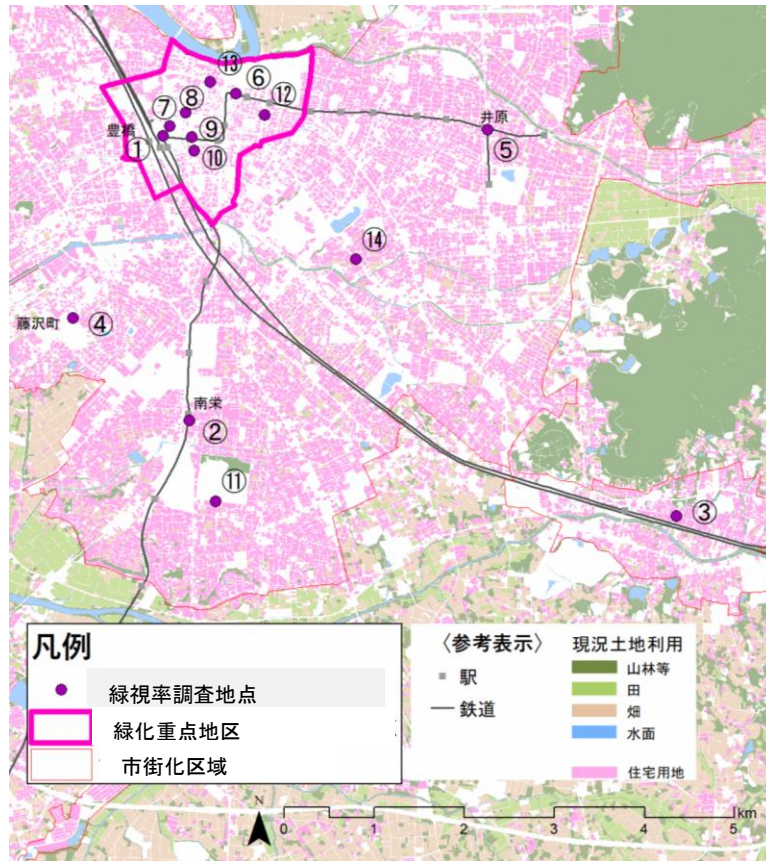 ⑬
⑥
⑫
⑧
⑦
豊橋
⑨
①
⑩
井原
⑤
⑭
藤沢町
④
南栄
②
⑪
③
凡例
緑視率調査地点
緑化重点地区
市街化区域
〈参考表示〉
駅
鉄道
現況土地利用
山林等
田
畑
水面
住宅用地
N
0 1 2 3 4 5 km